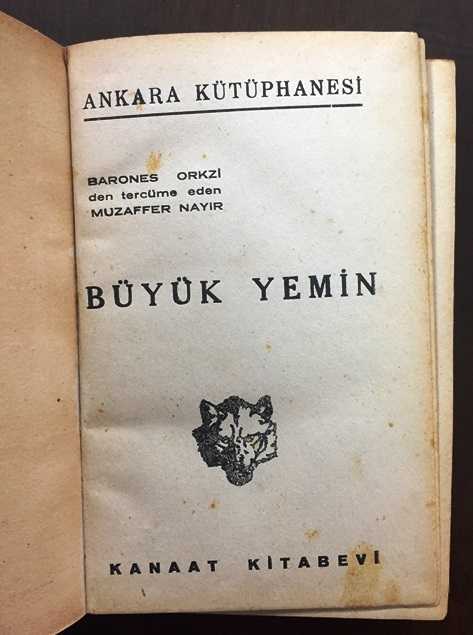 ANKARA KÜTÜPHANESİ
BARONES ORKZİ
den tercüme eden
MUZAFFER NAYIR
BÜYÜK YEMİN
KANAAT KİTABEVİ